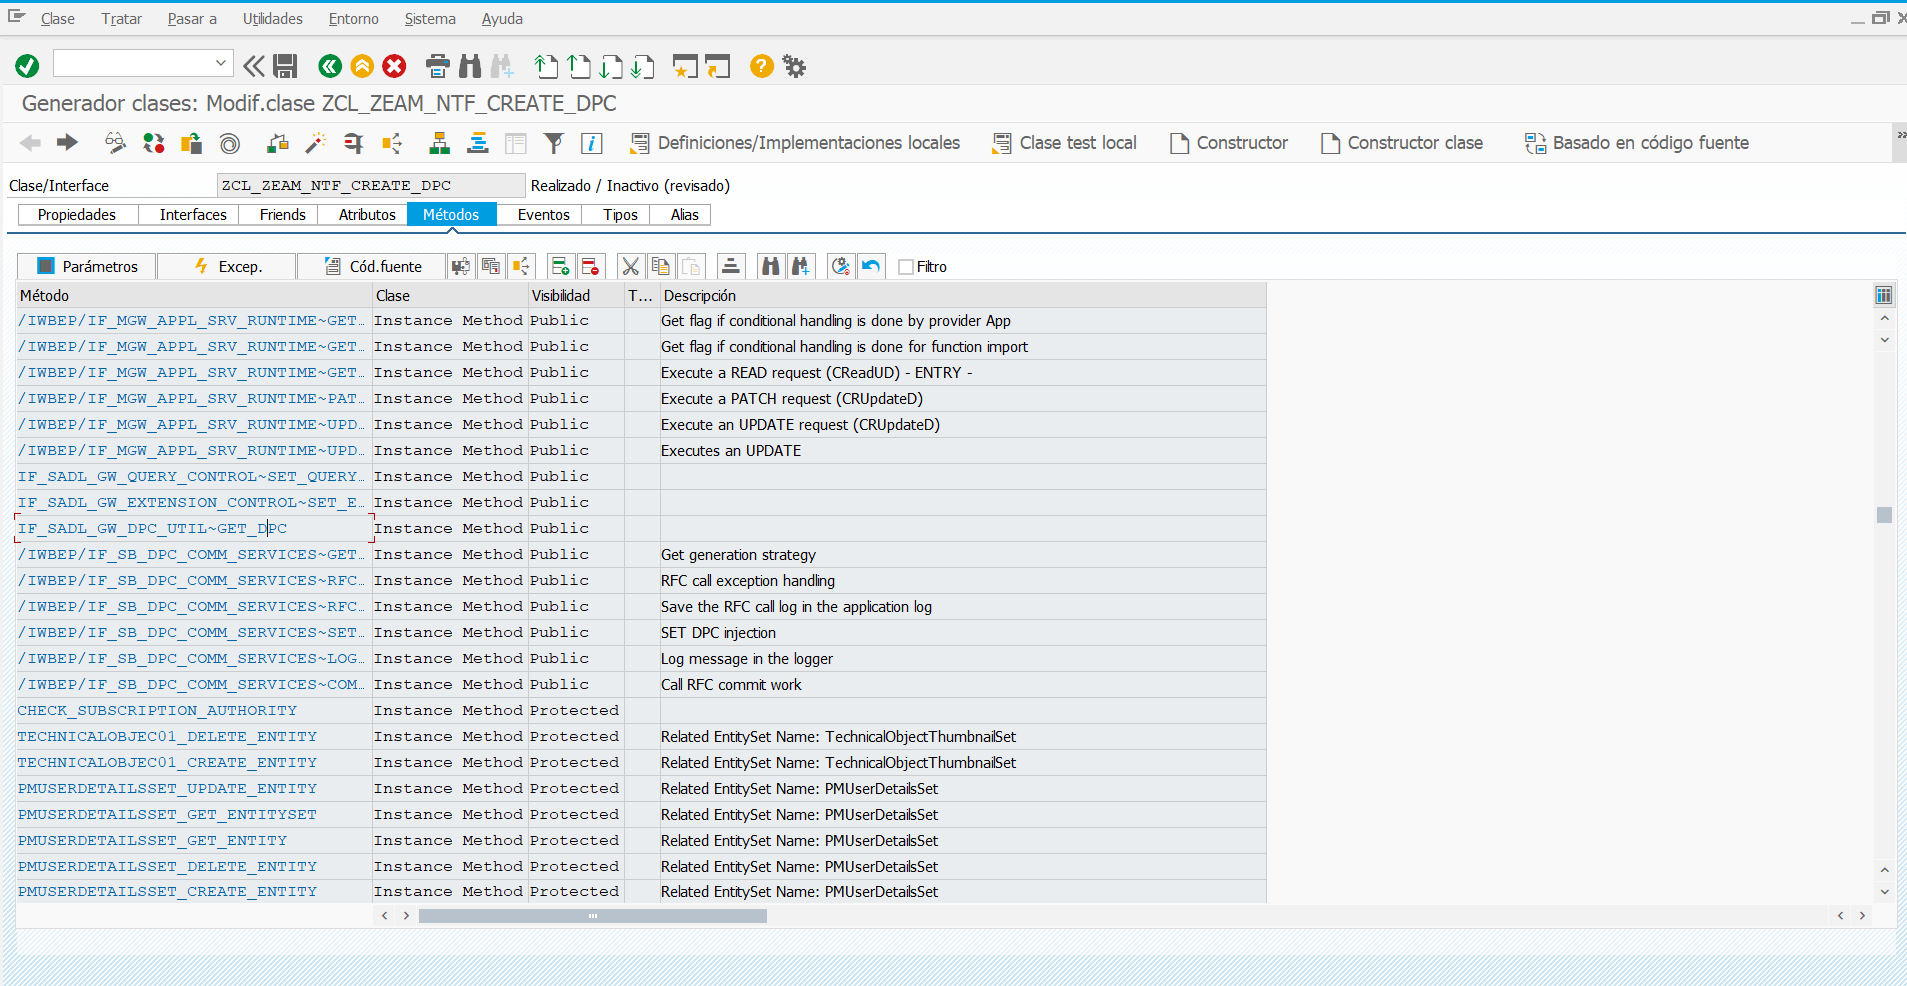 Clase Tratar Pasar a Utilidades Entorno Sistema Ayuda
Generador clases: Modif.clase ZCL_ZEAM_NTF_CREATE_DPC
Definiciones/Implementaciones locales Clase test local Constructor Constructor clase Basado en código fuente
Clase/Interface ZCL_ZEAM_NTF_CREATE_DPC Realizado / Inactivo (revisado)
Propiedades Interfaces Friends Atributos Métodos Eventos Tipos Alias
Parámetros Excep. Cód.fuente Filtro
Método Clase Visibilidad T... Descripción
/IWBEP/IF_MGW_APPL_SRV_RUNTIME~GET... Instance Method Public Get flag if conditional handling is done by provider App
/IWBEP/IF_MGW_APPL_SRV_RUNTIME~GET... Instance Method Public Get flag if conditional handling is done for function import
/IWBEP/IF_MGW_APPL_SRV_RUNTIME~GET... Instance Method Public Execute a READ request (CReadUD) - ENTRY -
/IWBEP/IF_MGW_APPL_SRV_RUNTIME~PAT... Instance Method Public Execute a PATCH request (CRUpdateD)
/IWBEP/IF_MGW_APPL_SRV_RUNTIME~UPD... Instance Method Public Execute an UPDATE request (CRUpdateD)
/IWBEP/IF_MGW_APPL_SRV_RUNTIME~UPD... Instance Method Public Executes an UPDATE
IF_SADL_GW_QUERY_CONTROL~SET_QUERY... Instance Method Public
IF_SADL_GW_EXTENSION_CONTROL~SET_E... Instance Method Public
IF_SADL_GW_DPC_UTIL~GET_DPC Instance Method Public
/IWBEP/IF_SB_DPC_COMM_SERVICES~GET... Instance Method Public Get generation strategy
/IWBEP/IF_SB_DPC_COMM_SERVICES~RFC... Instance Method Public RFC call exception handling
/IWBEP/IF_SB_DPC_COMM_SERVICES~RFC... Instance Method Public Save the RFC call log in the application log
/IWBEP/IF_SB_DPC_COMM_SERVICES~SET... Instance Method Public SET DPC injection
/IWBEP/IF_SB_DPC_COMM_SERVICES~LOG... Instance Method Public Log message in the logger
/IWBEP/IF_SB_DPC_COMM_SERVICES~COM... Instance Method Public Call RFC commit work
CHECK_SUBSCRIPTION_AUTHORITY Instance Method Protected
TECHNICALOBJEC01_DELETE_ENTITY Instance Method Protected Related EntitySet Name: TechnicalObjectThumbnailSet
TECHNICALOBJEC01_CREATE_ENTITY Instance Method Protected Related EntitySet Name: TechnicalObjectThumbnailSet
PMUSERDETAILSSET_UPDATE_ENTITY Instance Method Protected Related EntitySet Name: PMUserDetailsSet
PMUSERDETAILSSET_GET_ENTITYSET Instance Method Protected Related EntitySet Name: PMUserDetailsSet
PMUSERDETAILSSET_GET_ENTITY Instance Method Protected Related EntitySet Name: PMUserDetailsSet
PMUSERDETAILSSET_DELETE_ENTITY Instance Method Protected Related EntitySet Name: PMUserDetailsSet
PMUSERDETAILSSET_CREATE_ENTITY Instance Method Protected Related EntitySet Name: PMUserDetailsSet